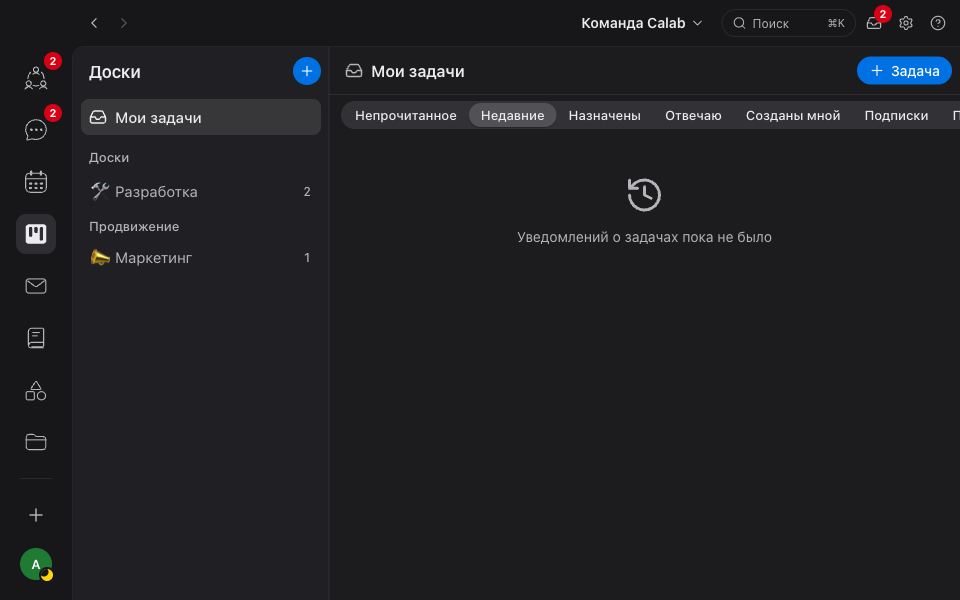 Команда Calab
Поиск
⌘K
2
2
2
Доски
Мои задачи
Доски
Разработка 2
Продвижение
Маркетинг 1
Мои задачи
Задача
Непрочитанное Недавние Назначены Отвечаю Созданы мной Подписки
Уведомлений о задачах пока не было
A